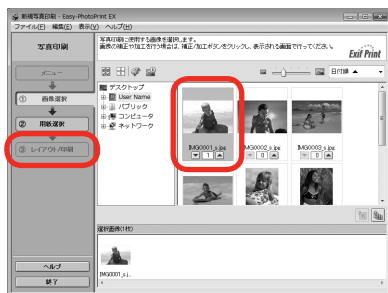 新規写真印刷 - Easy-PhotoPrint EX
ファイル(F) 編集(E) 表示(V) ヘルプ(H)
写真印刷
写真印刷に使用する画像を選択します。
画像の補正や加工を行う場合は、補正/加工ボタンをクリックし、表示される画面で行ってください。
Exif Print
メニュー
日付順
① 画像選択
② 用紙選択
③ レイアウト/印刷
デスクトップ
User Name
パブリック
コンピュータ
ネットワーク
IMG0001_s.jpg
1
IMG0002_s.jpg
0
IMG0003_s.jpg
0
選択画像(1枚)
IMG0001_s.j...
ヘルプ
終了